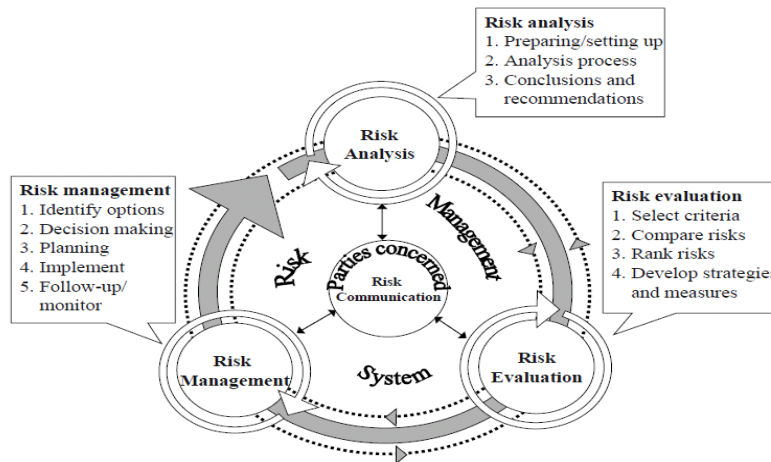 Risk analysis
1. Preparing/setting up
2. Analysis process
3. Conclusions and
recommendations
Risk
Analysis
Risk management
1. Identify options
2. Decision making
3. Planning
4. Implement
5. Follow-up/
monitor
Risk evaluation
1. Select criteria
2. Compare risks
3. Rank risks
4. Develop strategies
and measures
Risk
Management
System
Parties concerned
Risk
Communication
Risk
Management
Risk
Evaluation